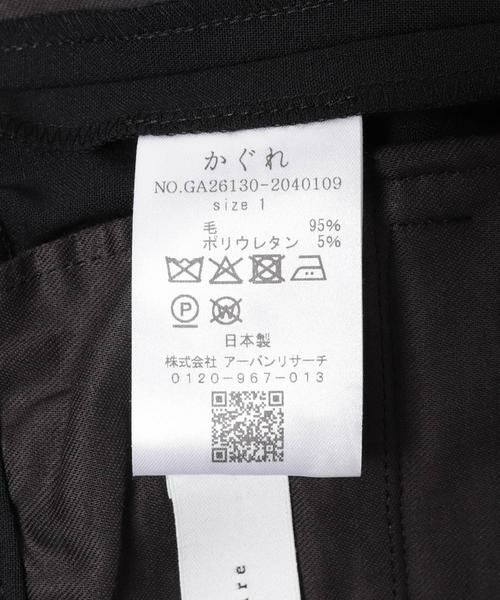 かぐれ
NO.GA26130-2040109
size 1
毛 95%
ポリウレタン 5%
P W
日本製
株式会社 アーバンリサーチ
0120-967-013